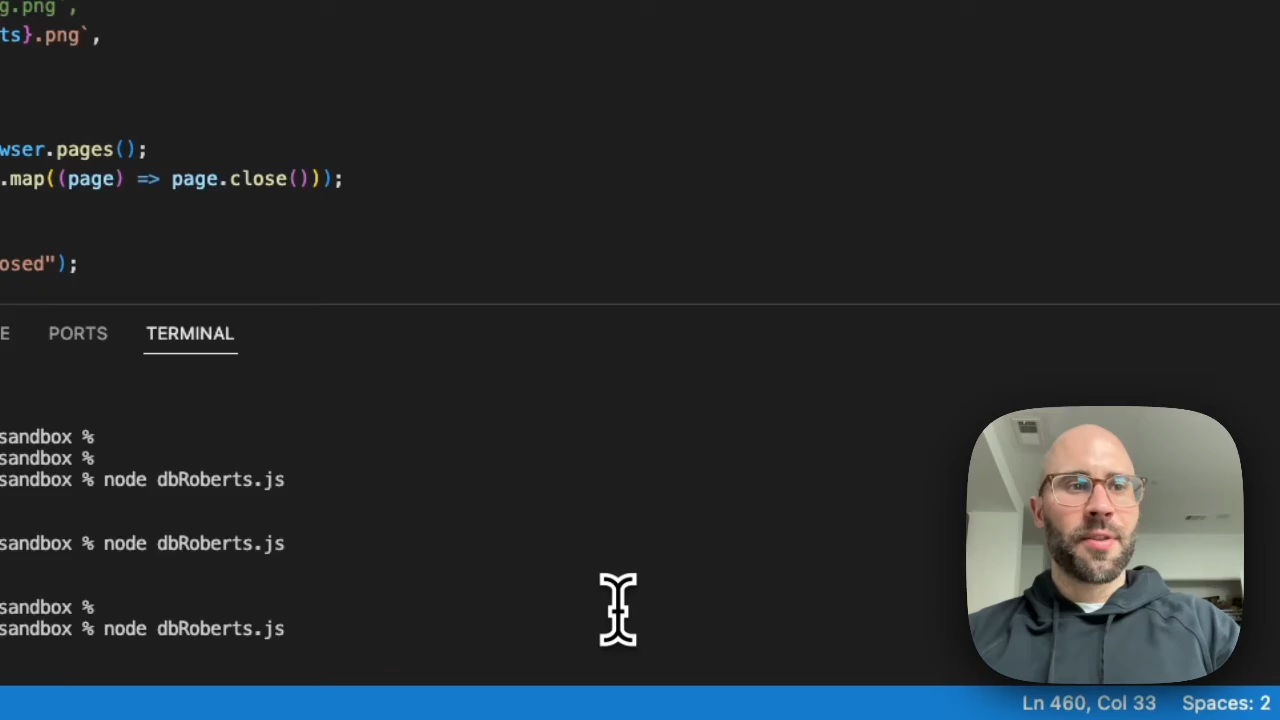 g.png`,
ts}.png`,
wser.pages();
.map((page) => page.close()));
osed");
E PORTS TERMINAL
sandbox %
sandbox %
sandbox % node dbRoberts.js
sandbox % node dbRoberts.js
sandbox %
sandbox % node dbRoberts.js
Ln 460, Col 33 Spaces: 2